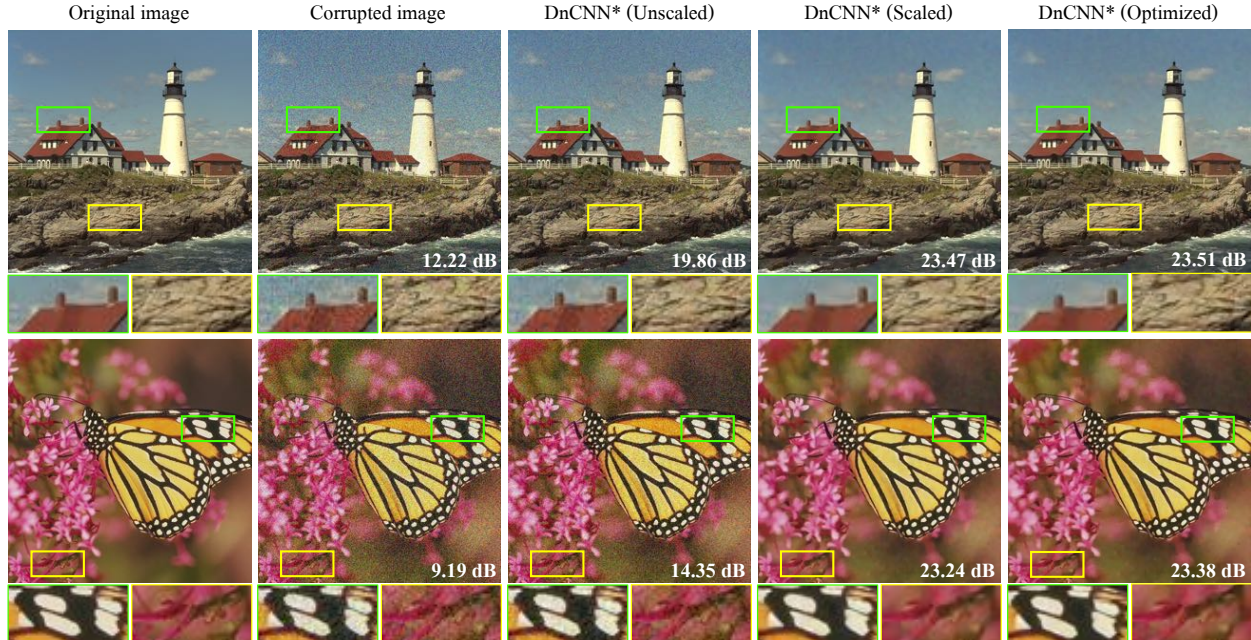 Original image
Corrupted image
DnCNN* (Unscaled)
DnCNN* (Scaled)
DnCNN* (Optimized)
12.22 dB
19.86 dB
23.47 dB
23.51 dB
9.19 dB
14.35 dB
23.24 dB
23.38 dB